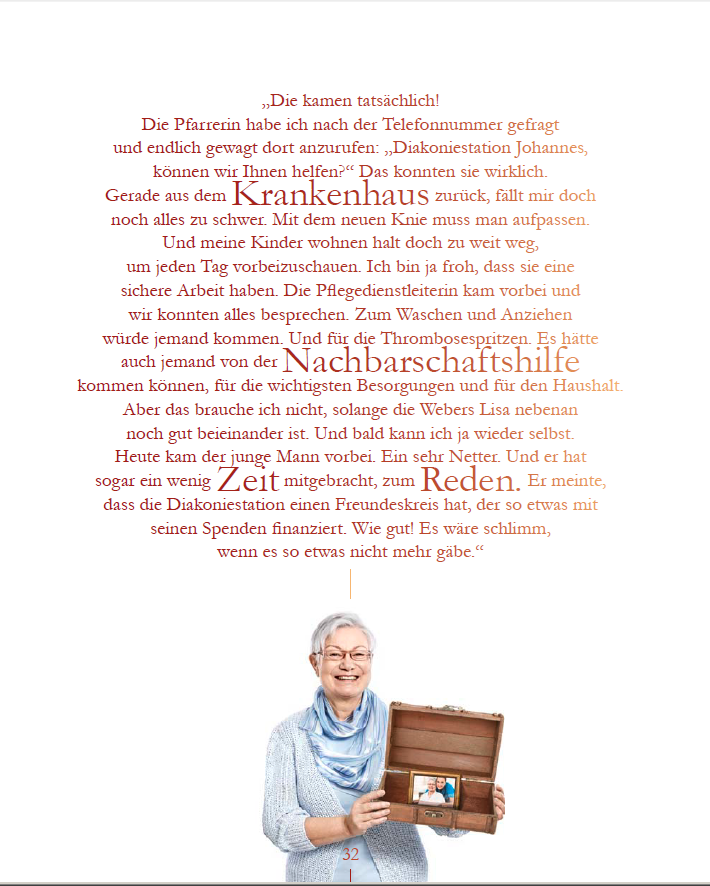 „Die kamen tatsächlich!
Die Pfarrerin habe ich nach der Telefonnummer gefragt
und endlich gewagt dort anzurufen: „Diakoniestation Johannes,
können wir Ihnen helfen?“ Das konnten sie wirklich.
Gerade aus dem Krankenhaus zurück, fällt mir doch
noch alles zu schwer. Mit dem neuen Knie muss man aufpassen.
Und meine Kinder wohnen halt doch zu weit weg,
um jeden Tag vorbeizuschauen. Ich bin ja froh, dass sie eine
sichere Arbeit haben. Die Pflegedienstleiterin kam vorbei und
wir konnten alles besprechen. Zum Waschen und Anziehen
würde jemand kommen. Und für die Thrombosespritzen. Es hätte
auch jemand von der Nachbarschaftshilfe
kommen können, für die wichtigsten Besorgungen und für den Haushalt.
Aber das brauche ich nicht, solange die Webers Lisa nebenan
noch gut beieinander ist. Und bald kann ich ja wieder selbst.
Heute kam der junge Mann vorbei. Ein sehr Netter. Und er hat
sogar ein wenig Zeit mitgebracht, zum Reden. Er meinte,
dass die Diakoniestation einen Freundeskreis hat, der so etwas mit
seinen Spenden finanziert. Wie gut! Es wäre schlimm,
wenn es so etwas nicht mehr gäbe.“
32